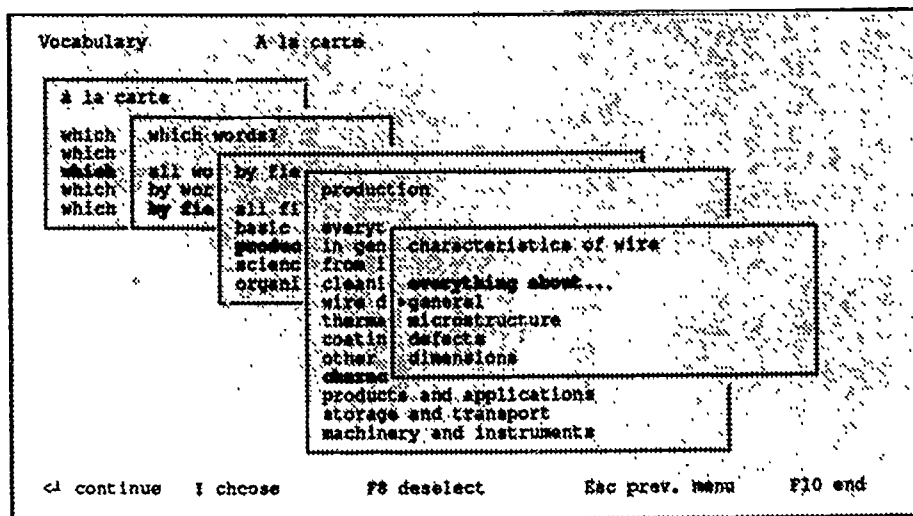 Vocabulary A la carte
à la carte
which
which
which
which
which
which words?
all wo
by wor
by fie
by fie
all fi
basic
produc
scienc
organi
production
everyt
in gen
from
cleani
wire d
therma
coatin
other
charac
products and applications
storage and transport
machinery and instruments
characteristics of wire
everything about...
general
microstructure
defects
dimensions
↵ continue ↕ choose F8 deselect Esc prev. menu F10 end